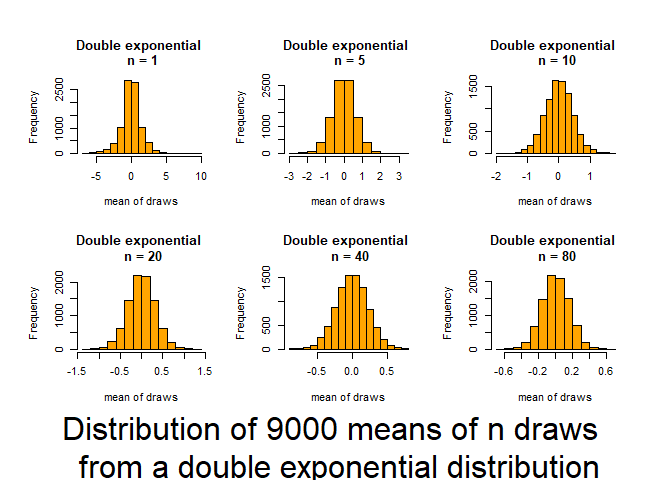 Double exponential
n = 1
Frequency
0 1000 2500
-5 0 5 10
mean of draws
Double exponential
n = 5
Frequency
0 1000 2500
-3 -2 -1 0 1 2 3
mean of draws
Double exponential
n = 10
Frequency
0 500 1500
-2 -1 0 1
mean of draws
Double exponential
n = 20
Frequency
0 1000 2000
-1.5 -0.5 0.5 1.5
mean of draws
Double exponential
n = 40
Frequency
0 500 1500
-0.5 0.0 0.5
mean of draws
Double exponential
n = 80
Frequency
0 1000 2000
-0.6 -0.2 0.2 0.6
mean of draws
Distribution of 9000 means of n draws
from a double exponential distribution